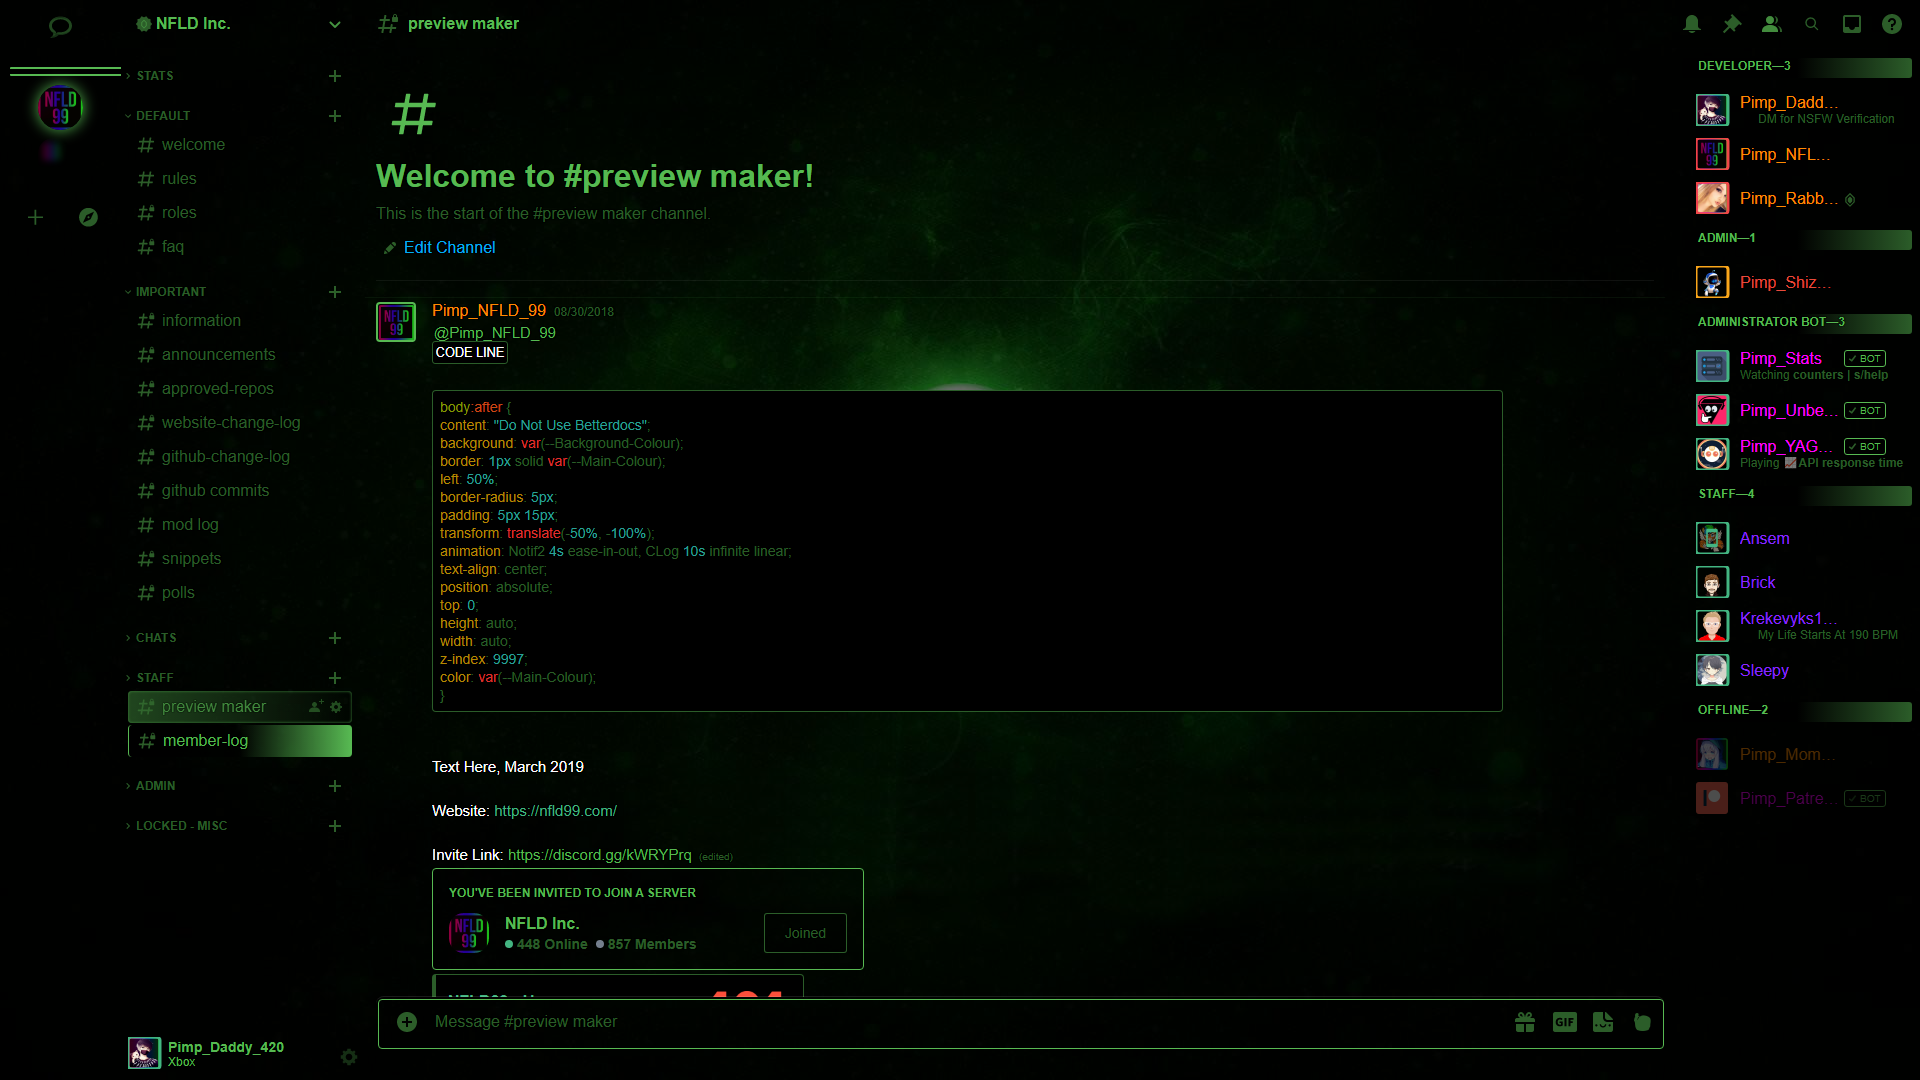 NFLD Inc.
preview maker
NFLD
99
STATS
DEFAULT
welcome
rules
roles
faq
IMPORTANT
information
announcements
approved-repos
website-change-log
github-change-log
github commits
mod log
snippets
polls
CHATS
STAFF
preview maker
member-log
ADMIN
LOCKED - MISC
Pimp_Daddy_420
Xbox
Welcome to #preview maker!
This is the start of the #preview maker channel.
Edit Channel
NFLD
99
Pimp_NFLD_99 08/30/2018
@Pimp_NFLD_99
CODE LINE
body:after {
content: "Do Not Use Betterdocs";
background: var(--Background-Colour);
border: 1px solid var(--Main-Colour);
left: 50%;
border-radius: 5px;
padding: 5px 15px;
transform: translate(-50%, -100%);
animation: Notif2 4s ease-in-out, CLog 10s infinite linear;
text-align: center;
position: absolute;
top: 0;
height: auto;
width: auto;
z-index: 9997;
color: var(--Main-Colour);
}
Text Here, March 2019
Website: https://nfld99.com/
Invite Link: https://discord.gg/kWRYPrq (edited)
YOU'VE BEEN INVITED TO JOIN A SERVER
NFLD
99
NFLD Inc.
448 Online 857 Members
Joined
Message #preview maker
GIF
DEVELOPER—3
Pimp_Dadd...
DM for NSFW Verification
NFLD
99
Pimp_NFL...
Pimp_Rabb...
ADMIN—1
Pimp_Shiz...
ADMINISTRATOR BOT—3
Pimp_Stats ✓ BOT
Watching counters | s/help
Pimp_Unbe... ✓ BOT
Pimp_YAG... ✓ BOT
Playing API response time
STAFF—4
Ansem
Brick
Krekevyks1...
My Life Starts At 190 BPM
Sleepy
OFFLINE—2
Pimp_Mom...
Pimp_Patre... ✓ BOT